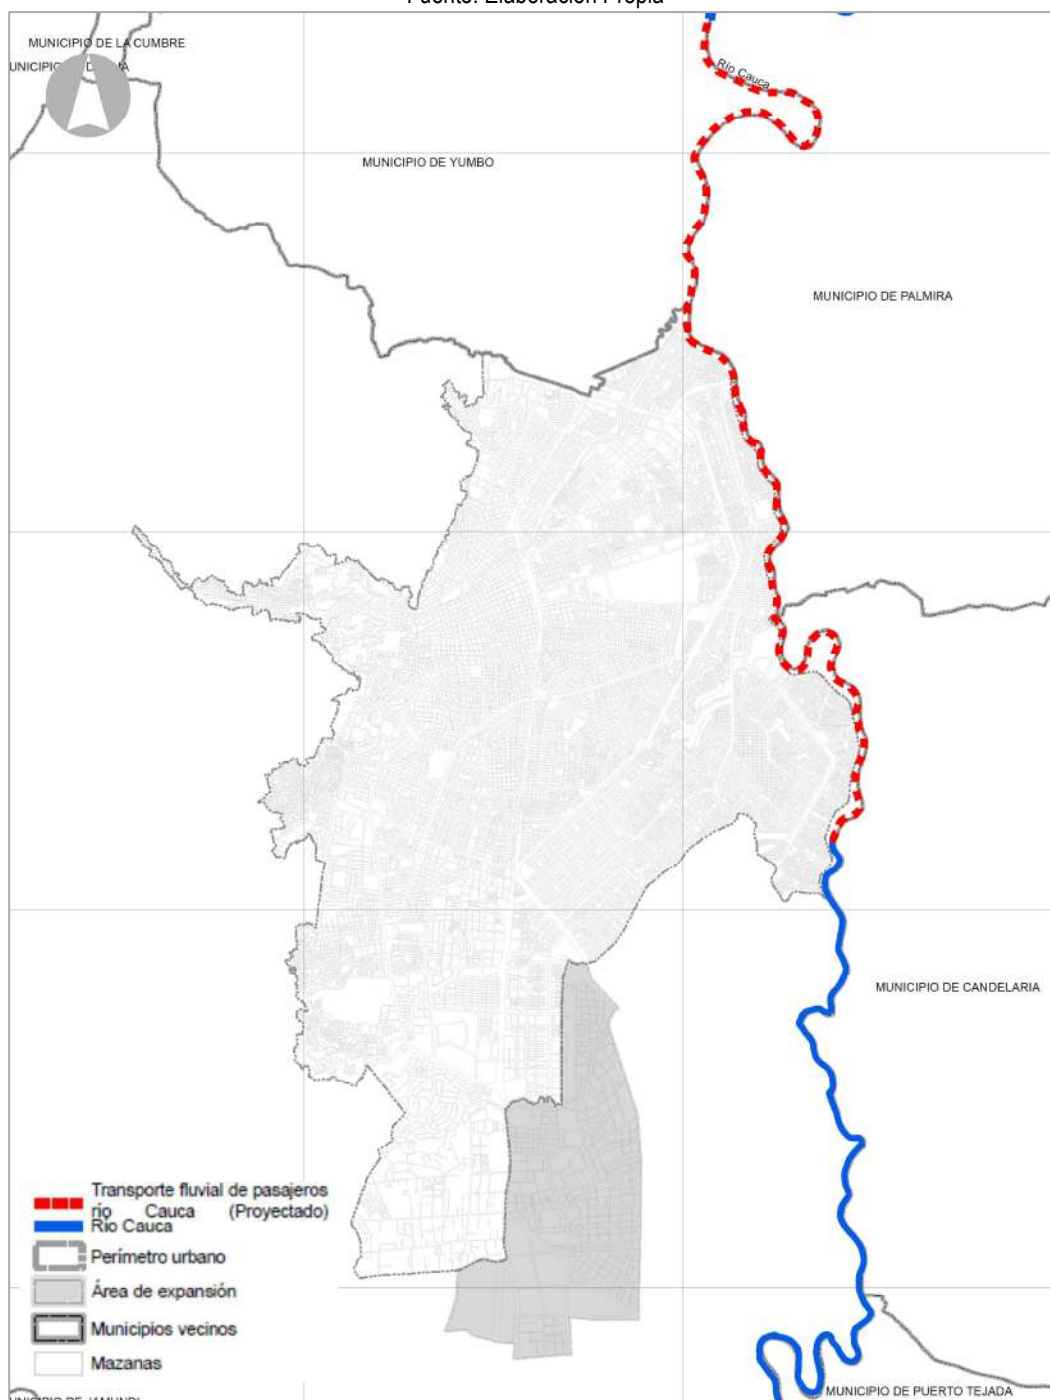 Fuente: Elaboración Propia
MUNICIPIO DE LA CUMBRE
Río Cauca
MUNICIPIO DE YUMBO
MUNICIPIO DE PALMIRA
MUNICIPIO DE CANDELARIA
Transporte fluvial de pasajeros
río Cauca (Proyectado)
Río Cauca
Perímetro urbano
Área de expansión
Municipios vecinos
Mazanas
MUNICIPIO DE PUERTO TEJADA